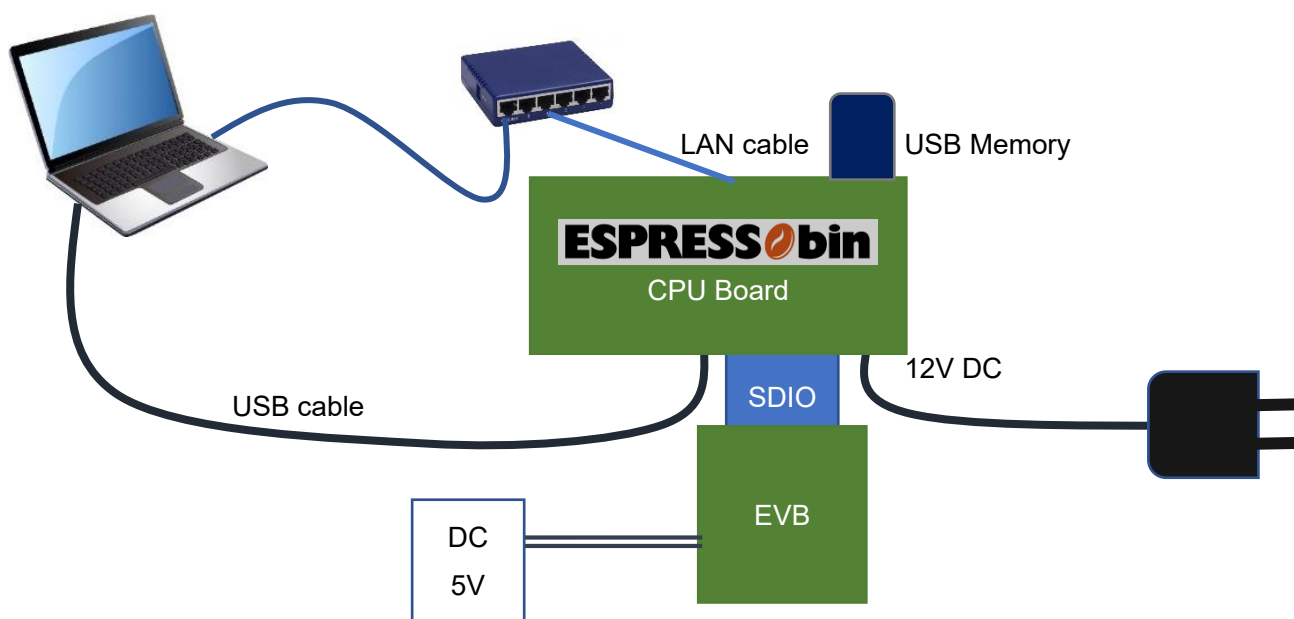 LAN cable
USB Memory
ESPRESSObin
CPU Board
12V DC
SDIO
USB cable
EVB
DC
5V